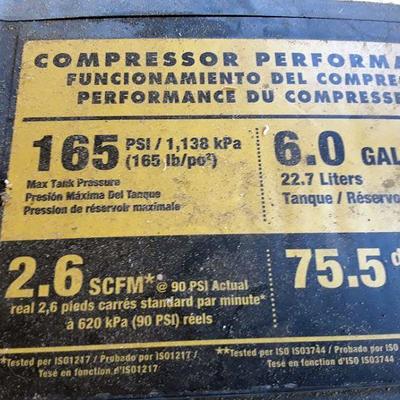 COMPRESSOR PERFORMA
FUNCIONAMIENTO DEL COMPRE
PERFORMANCE DU COMPRESSE
165 PSI / 1,138 kPa
(165 lb/po²)
Max Tank Pressure
Presión Máxima Del Tanque
Pression de réservoir maximale
6.0 GAL
22.7 Liters
Tanque / Réservo
2.6 SCFM* @ 90 PSI Actual
real 2,6 pieds carrés standard par minute*
à 620 kPa (90 PSI) réels
75.5 d
*Tested per ISO1217 / Probado por ISO1217 /
Tesé en fonction d'ISO1217
**Tested per ISO ISO3744 / Probado por ISO
ISO3744 / Tesé en fonction d'ISO